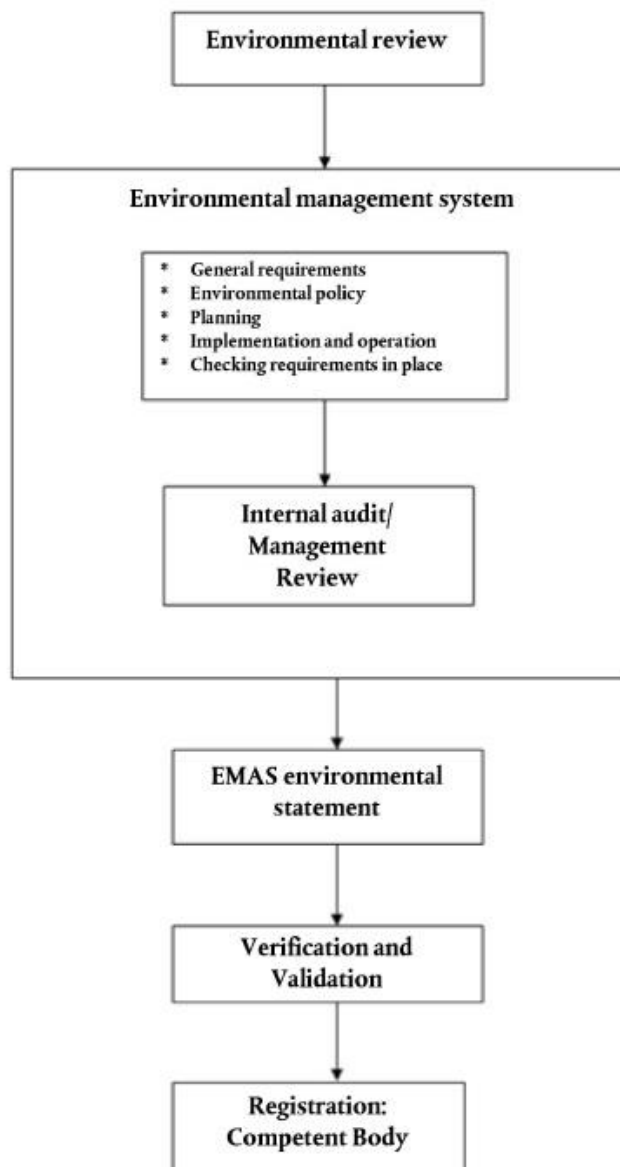 Environmental review
Environmental management system
* General requirements
* Environmental policy
* Planning
* Implementation and operation
* Checking requirements in place
Internal audit/
Management
Review
EMAS environmental
statement
Verification and
Validation
Registration:
Competent Body